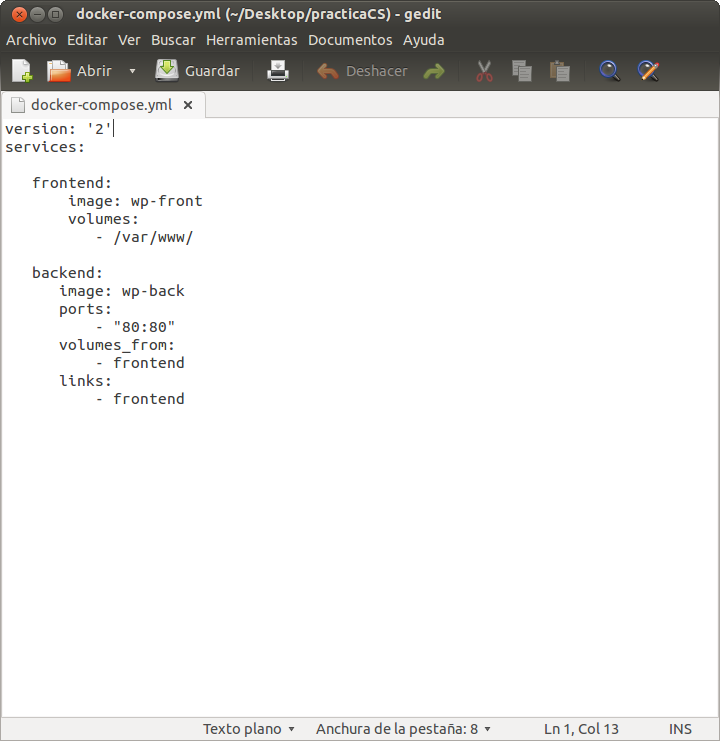 docker-compose.yml (~/Desktop/practicaCS) - gedit
Archivo Editar Ver Buscar Herramientas Documentos Ayuda
Abrir Guardar Deshacer
docker-compose.yml
version: '2'
services:
frontend:
image: wp-front
volumes:
- /var/www/
backend:
image: wp-back
ports:
- "80:80"
volumes_from:
- frontend
links:
- frontend
Texto plano Anchura de la pestaña: 8 Ln 1, Col 13 INS